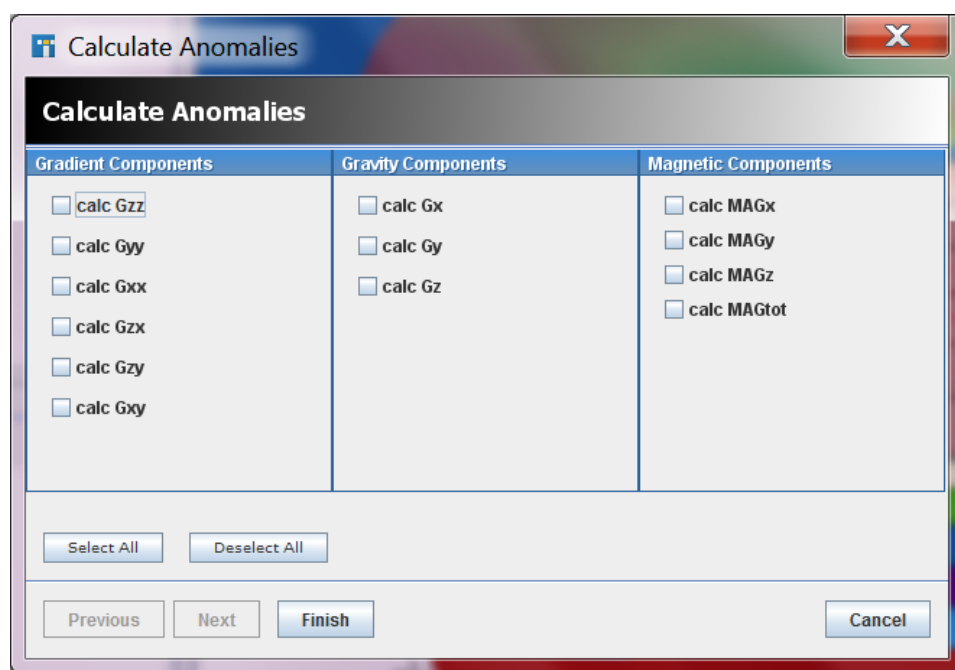 Calculate Anomalies
Calculate Anomalies
Gradient Components
calc Gzz
calc Gyy
calc Gxx
calc Gzx
calc Gzy
calc Gxy
Gravity Components
calc Gx
calc Gy
calc Gz
Magnetic Components
calc MAGx
calc MAGy
calc MAGz
calc MAGtot
Select All
Deselect All
Previous
Next
Finish
Cancel